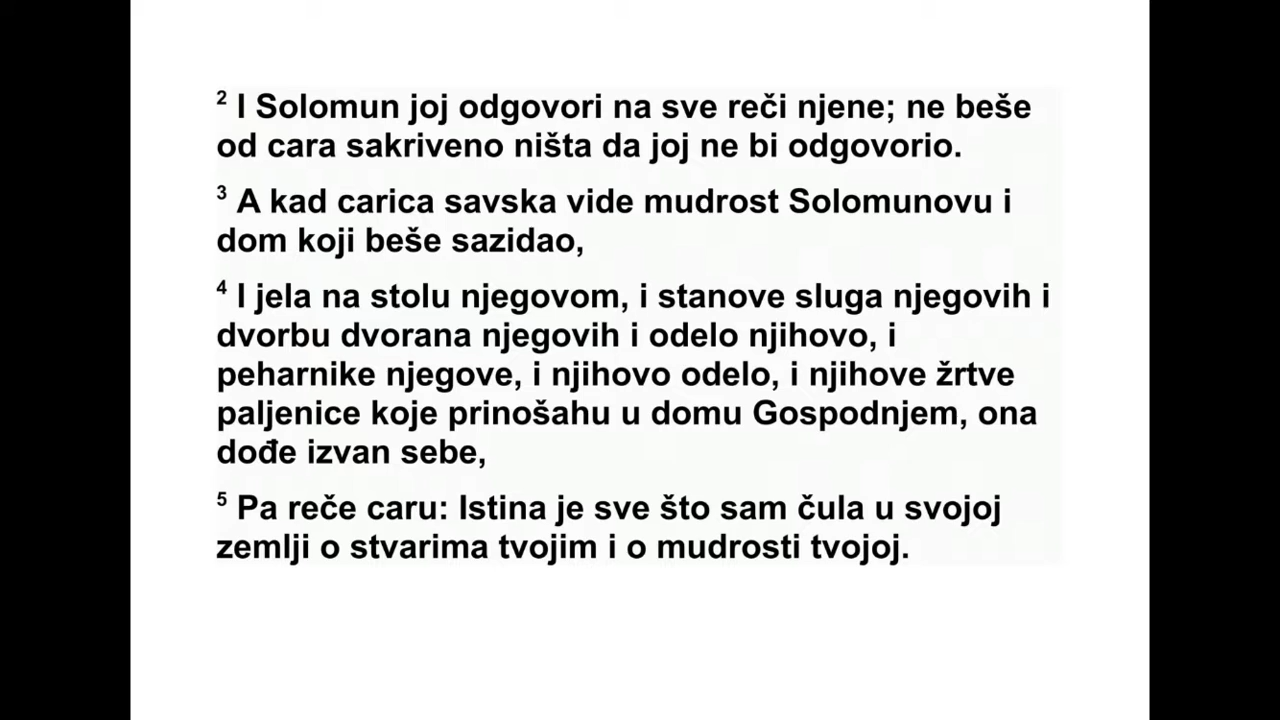 2 I Solomun joj odgovori na sve reči njene; ne beše
od cara sakriveno ništa da joj ne bi odgovorio.
3 A kad carica savska vide mudrost Solomunovu i
dom koji beše sazidao,
4 I jela na stolu njegovom, i stanove sluga njegovih i
dvorbu dvorana njegovih i odelo njihovo, i
peharnike njegove, i njihovo odelo, i njihove žrtve
paljenice koje prinošahu u domu Gospodnjem, ona
dođe izvan sebe,
5 Pa reče caru: Istina je sve što sam čula u svojoj
zemlji o stvarima tvojim i o mudrosti tvojoj.